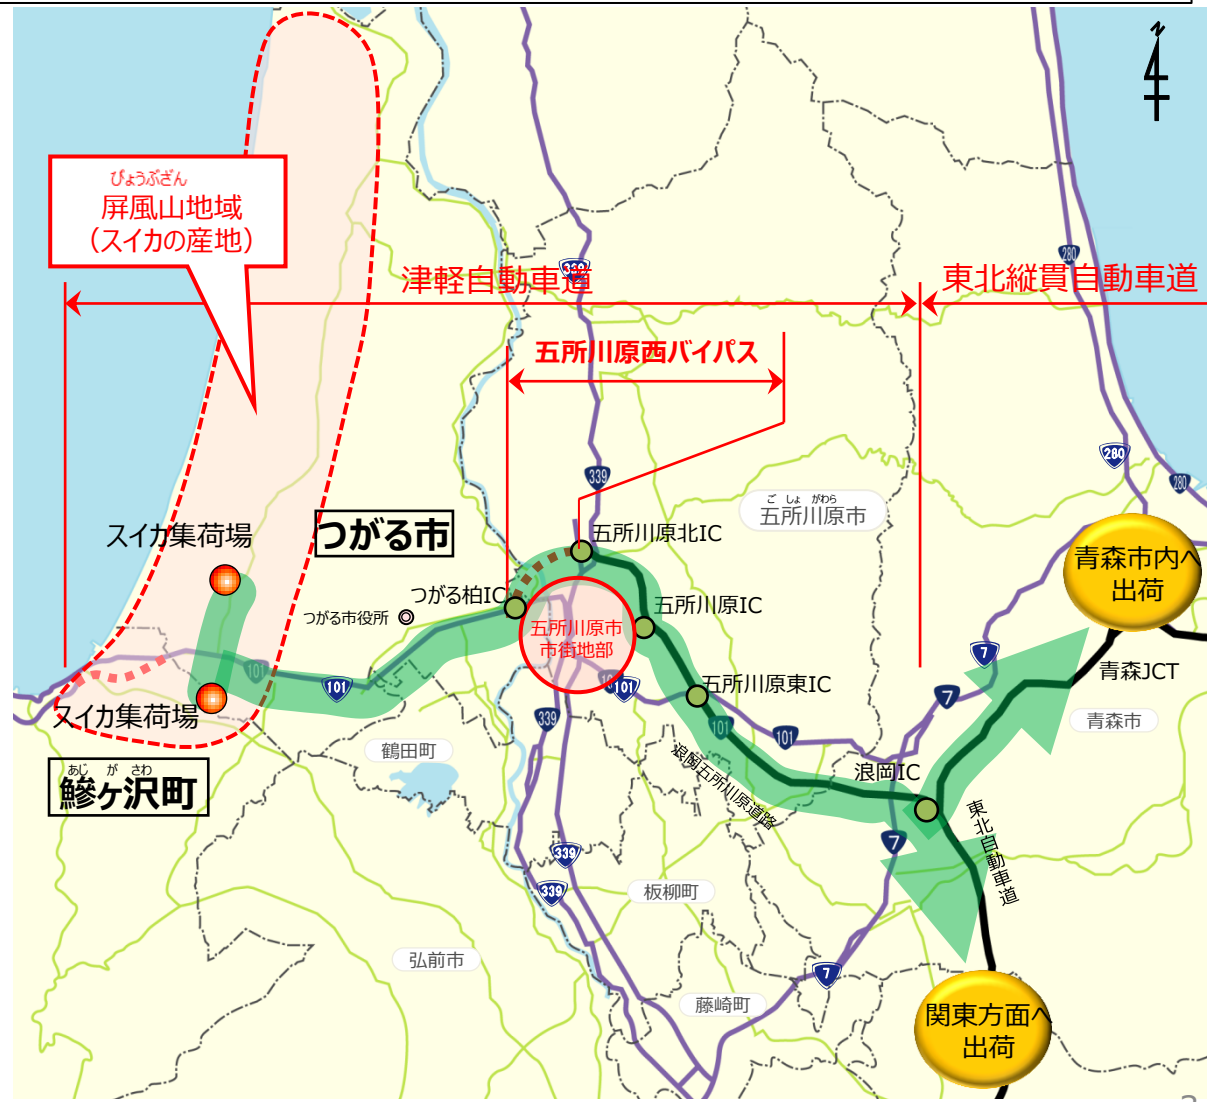 びょうぶざん
屏風山地域
（スイカの産地）
339
津軽自動車道
東北縦貫自動車道
280
五所川原西バイパス
339
280
280
ご しょ がわら
五所川原市
スイカ集荷場
つがる市
五所川原北IC
青森市内へ
出荷
つがる柏IC
つがる市役所
五所川原IC
五所川原市
市街地部
7
101
101
101
101
五所川原東IC
青森JCT
7
スイカ集荷場
339
101
101
青森市
鶴田町
あじ が さわ
鰺ヶ沢町
浪岡五所川原道路
浪岡IC
7
東北自動車道
339
339
板柳町
弘前市
7
藤崎町
関東方面へ
出荷